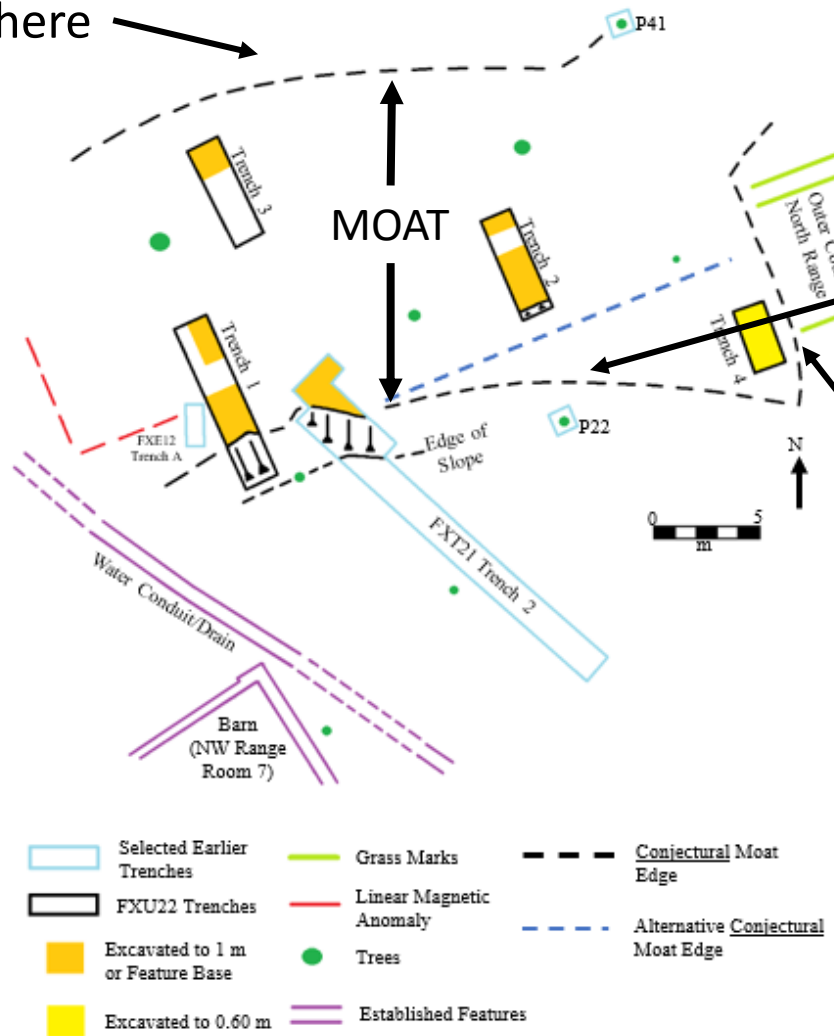 here
P41
Trench 3
MOAT
Trench 2
Outer
North Range
Trench 1
Trench 4
FXE12
Trench A
Edge of
Slope
P22
N
0 5
m
FXT21 Trench 2
Water Conduit/Drain
Barn
(NW Range
Room 7)
Selected Earlier
Trenches
Grass Marks
Conjectural Moat
Edge
FXU22 Trenches
Linear Magnetic
Anomaly
Excavated to 1 m
or Feature Base
Trees
Alternative Conjectural
Moat Edge
Excavated to 0.60 m
Established Features